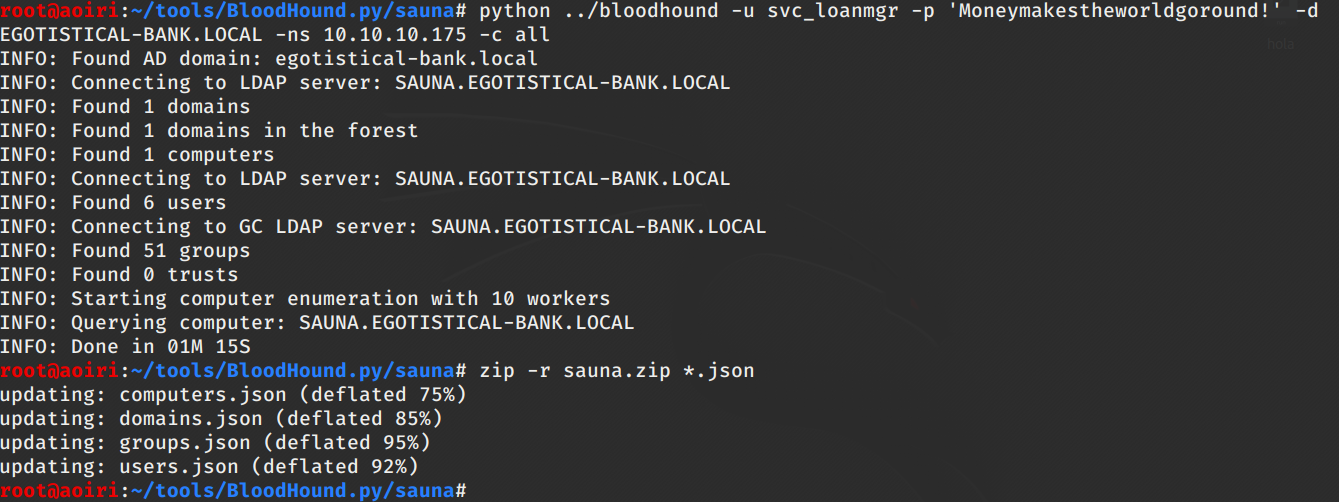 root@aoiri:~/tools/BloodHound.py/sauna# python ../bloodhound -u svc_loanmgr -p 'Moneymakestheworldgoround!' -d
EGOTISTICAL-BANK.LOCAL -ns 10.10.10.175 -c all
hola
INFO: Found AD domain: egotistical-bank.local
INFO: Connecting to LDAP server: SAUNA.EGOTISTICAL-BANK.LOCAL
INFO: Found 1 domains
INFO: Found 1 domains in the forest
INFO: Found 1 computers
INFO: Connecting to LDAP server: SAUNA.EGOTISTICAL-BANK.LOCAL
INFO: Found 6 users
INFO: Connecting to GC LDAP server: SAUNA.EGOTISTICAL-BANK.LOCAL
INFO: Found 51 groups
INFO: Found 0 trusts
INFO: Starting computer enumeration with 10 workers
INFO: Querying computer: SAUNA.EGOTISTICAL-BANK.LOCAL
INFO: Done in 01M 15S
root@aoiri:~/tools/BloodHound.py/sauna# zip -r sauna.zip *.json
updating: computers.json (deflated 75%)
updating: domains.json (deflated 85%)
updating: groups.json (deflated 95%)
updating: users.json (deflated 92%)
root@aoiri:~/tools/BloodHound.py/sauna#